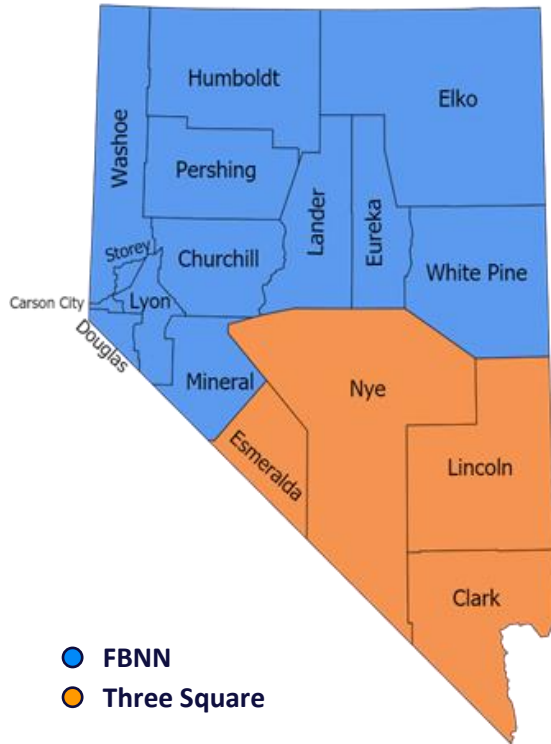 Humboldt
Elko
Washoe
Pershing
Lander
Eureka
Storey
Churchill
White Pine
Carson City
Lyon
Douglas
Mineral
Nye
Esmeralda
Lincoln
Clark
FBNN
Three Square